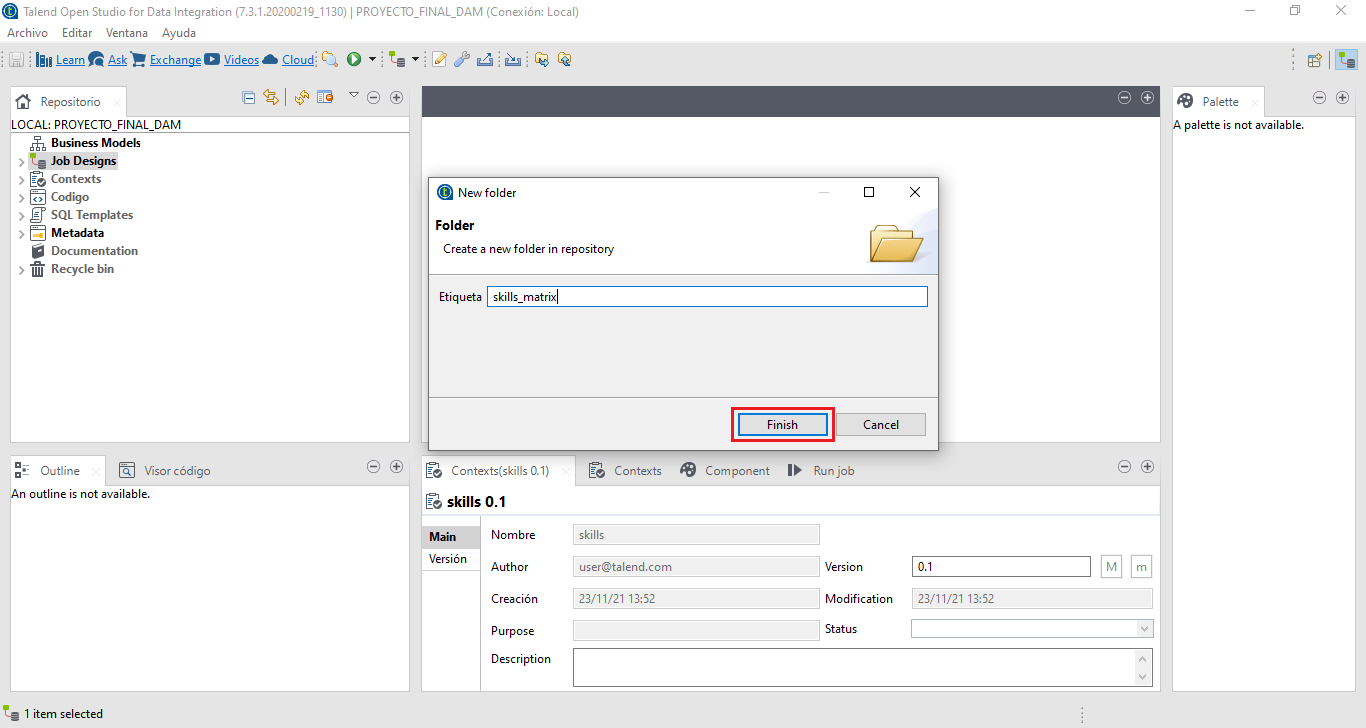 Talend Open Studio for Data Integration (7.3.1.20200219_1130) | PROYECTO_FINAL_DAM (Conexión: Local)
Archivo Editar Ventana Ayuda
Learn Ask Exchange Videos Cloud
Repositorio
LOCAL: PROYECTO_FINAL_DAM
Business Models
Job Designs
Contexts
Codigo
SQL Templates
Metadata
Documentation
Recycle bin
Palette
A palette is not available.
New folder
Folder
Create a new folder in repository
Etiqueta skills_matrix
Finish Cancel
Outline Visor código
An outline is not available.
Contexts(skills 0.1) Contexts Component Run job
skills 0.1
Main
Versión
Nombre skills
Author user@talend.com Version 0.1 M m
Creación 23/11/21 13:52 Modification 23/11/21 13:52
Purpose Status
Description
1 item selected